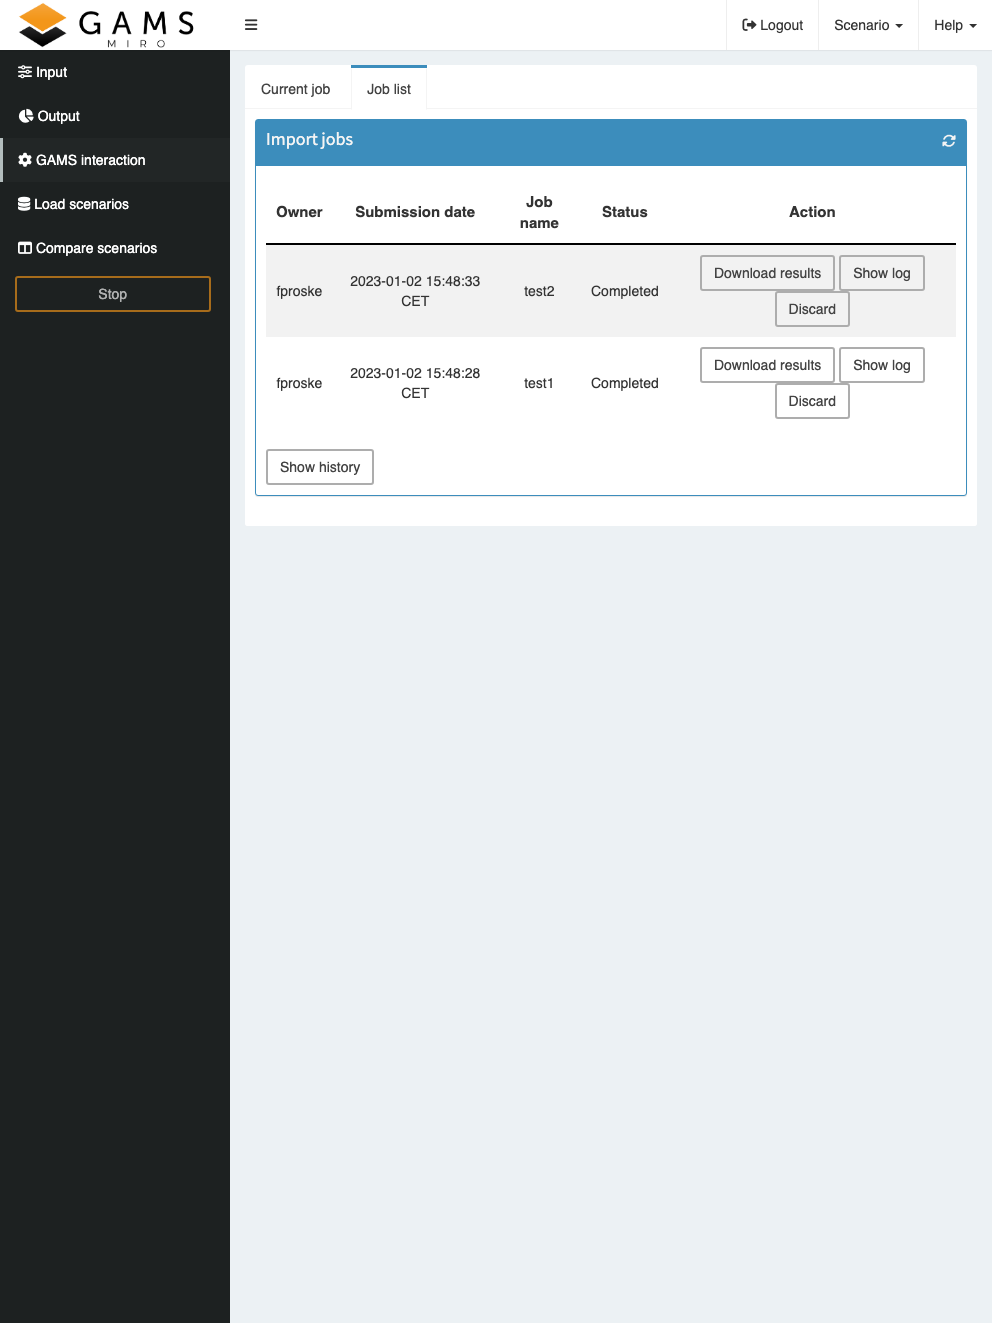 GAMS
MIRO
Logout
Scenario
Help
Input
Output
GAMS interaction
Load scenarios
Compare scenarios
Stop
Current job
Job list
Import jobs
Owner
Submission date
Job
name
Status
Action
fproske
2023-01-02 15:48:33
CET
test2
Completed
Download results
Show log
Discard
fproske
2023-01-02 15:48:28
CET
test1
Completed
Download results
Show log
Discard
Show history